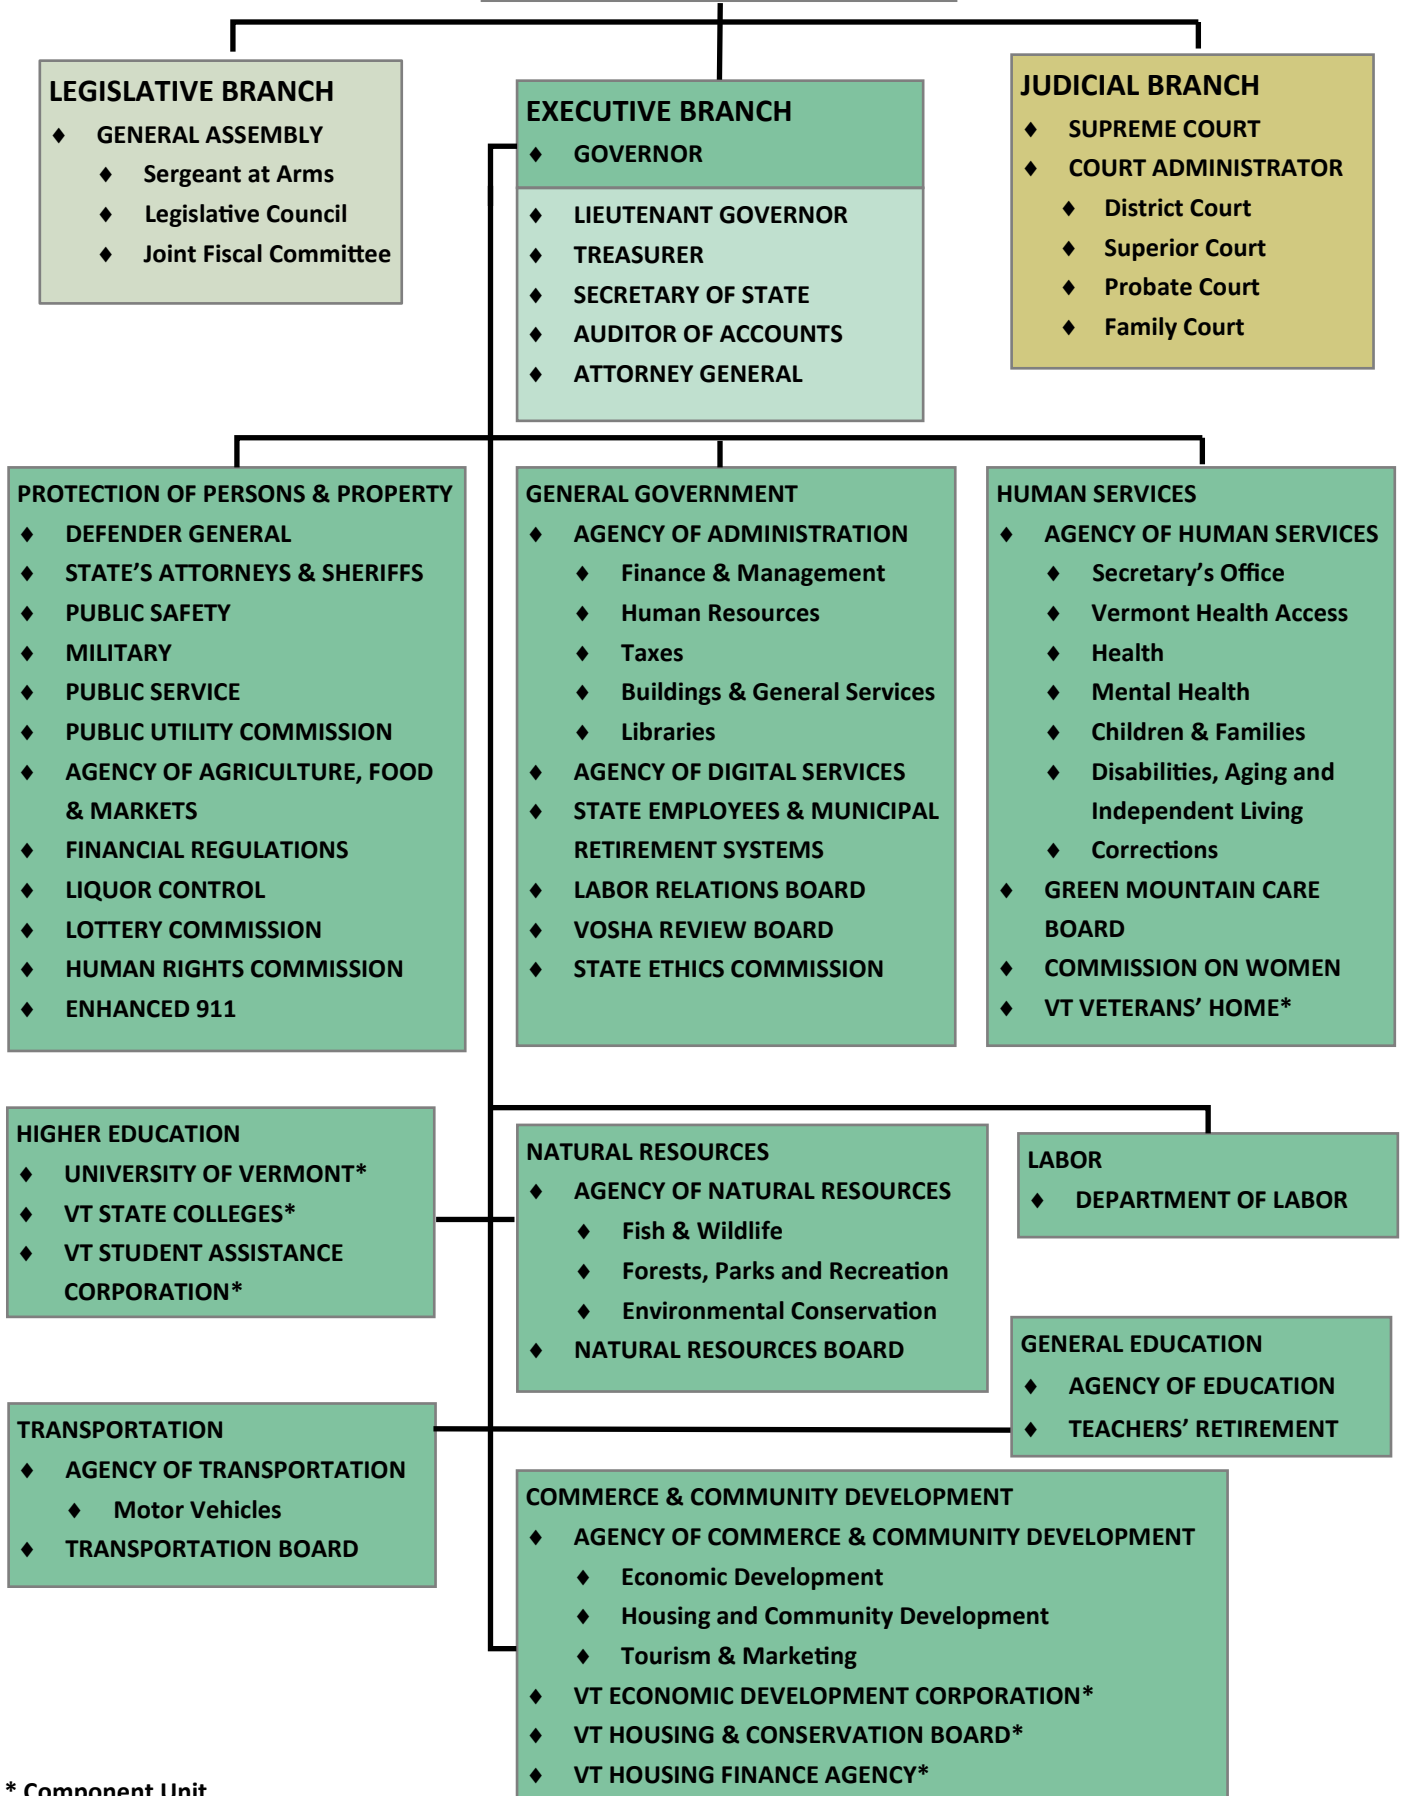 LEGISLATIVE BRANCH
♦ GENERAL ASSEMBLY
♦ Sergeant at Arms
♦ Legislative Council
♦ Joint Fiscal Committee
EXECUTIVE BRANCH
♦ GOVERNOR
♦ LIEUTENANT GOVERNOR
♦ TREASURER
♦ SECRETARY OF STATE
♦ AUDITOR OF ACCOUNTS
♦ ATTORNEY GENERAL
JUDICIAL BRANCH
♦ SUPREME COURT
♦ COURT ADMINISTRATOR
♦ District Court
♦ Superior Court
♦ Probate Court
♦ Family Court
PROTECTION OF PERSONS & PROPERTY
♦ DEFENDER GENERAL
♦ STATE’S ATTORNEYS & SHERIFFS
♦ PUBLIC SAFETY
♦ MILITARY
♦ PUBLIC SERVICE
♦ PUBLIC UTILITY COMMISSION
♦ AGENCY OF AGRICULTURE, FOOD
& MARKETS
♦ FINANCIAL REGULATIONS
♦ LIQUOR CONTROL
♦ LOTTERY COMMISSION
♦ HUMAN RIGHTS COMMISSION
♦ ENHANCED 911
GENERAL GOVERNMENT
♦ AGENCY OF ADMINISTRATION
♦ Finance & Management
♦ Human Resources
♦ Taxes
♦ Buildings & General Services
♦ Libraries
♦ AGENCY OF DIGITAL SERVICES
♦ STATE EMPLOYEES & MUNICIPAL
RETIREMENT SYSTEMS
♦ LABOR RELATIONS BOARD
♦ VOSHA REVIEW BOARD
♦ STATE ETHICS COMMISSION
HUMAN SERVICES
♦ AGENCY OF HUMAN SERVICES
♦ Secretary’s Office
♦ Vermont Health Access
♦ Health
♦ Mental Health
♦ Children & Families
♦ Disabilities, Aging and
Independent Living
♦ Corrections
♦ GREEN MOUNTAIN CARE
BOARD
♦ COMMISSION ON WOMEN
♦ VT VETERANS’ HOME*
HIGHER EDUCATION
♦ UNIVERSITY OF VERMONT*
♦ VT STATE COLLEGES*
♦ VT STUDENT ASSISTANCE
CORPORATION*
NATURAL RESOURCES
♦ AGENCY OF NATURAL RESOURCES
♦ Fish & Wildlife
♦ Forests, Parks and Recreation
♦ Environmental Conservation
♦ NATURAL RESOURCES BOARD
LABOR
♦ DEPARTMENT OF LABOR
GENERAL EDUCATION
♦ AGENCY OF EDUCATION
♦ TEACHERS’ RETIREMENT
TRANSPORTATION
♦ AGENCY OF TRANSPORTATION
♦ Motor Vehicles
♦ TRANSPORTATION BOARD
COMMERCE & COMMUNITY DEVELOPMENT
♦ AGENCY OF COMMERCE & COMMUNITY DEVELOPMENT
♦ Economic Development
♦ Housing and Community Development
♦ Tourism & Marketing
♦ VT ECONOMIC DEVELOPMENT CORPORATION*
♦ VT HOUSING & CONSERVATION BOARD*
♦ VT HOUSING FINANCE AGENCY*
* Component Unit